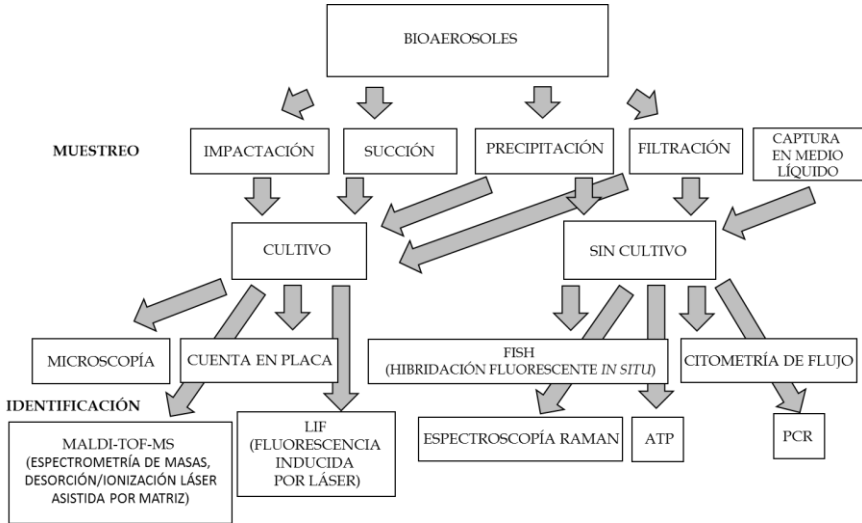 BIOAEROSOLES
MUESTREO
IMPACTACIÓN
SUCCIÓN
PRECIPITACIÓN
FILTRACIÓN
CAPTURA
EN MEDIO
LÍQUIDO
CULTIVO
SIN CULTIVO
MICROSCOPÍA
CUENTA EN PLACA
FISH
(HIBRIDACIÓN FLUORESCENTE IN SITU)
CITOMETRÍA DE FLUJO
IDENTIFICACIÓN
MALDI-TOF-MS
(ESPECTROMETRÍA DE MASAS,
DESORCIÓN/IONIZACIÓN LÁSER
ASISTIDA POR MATRIZ)
LIF
(FLUORESCENCIA
INDUCIDA
POR LÁSER)
ESPECTROSCOPÍA RAMAN
ATP
PCR